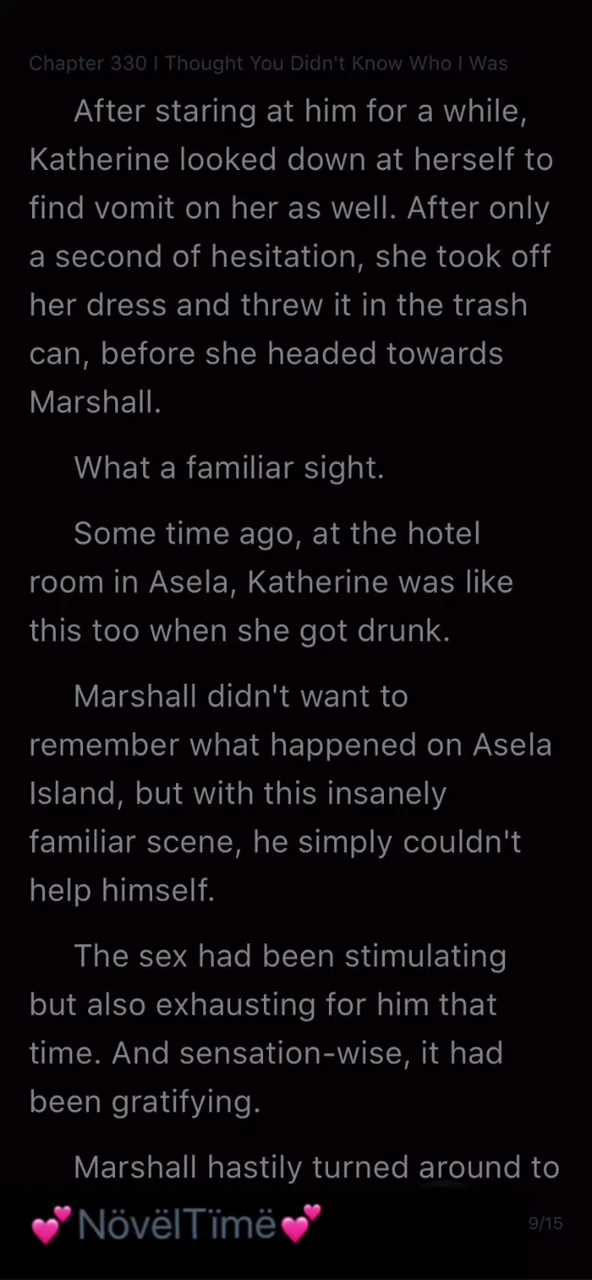 Chapter 330 I Thought You Didn't Know Who I Was
After staring at him for a while,
Katherine looked down at herself to
find vomit on her as well. After only
a second of hesitation, she took off
her dress and threw it in the trash
can, before she headed towards
Marshall.
What a familiar sight.
Some time ago, at the hotel
room in Asela, Katherine was like
this too when she got drunk.
Marshall didn't want to
remember what happened on Asela
Island, but with this insanely
familiar scene, he simply couldn't
help himself.
The sex had been stimulating
but also exhausting for him that
time. And sensation-wise, it had
been gratifying.
Marshall hastily turned around to
💕NövëlTïmë💕
9/15